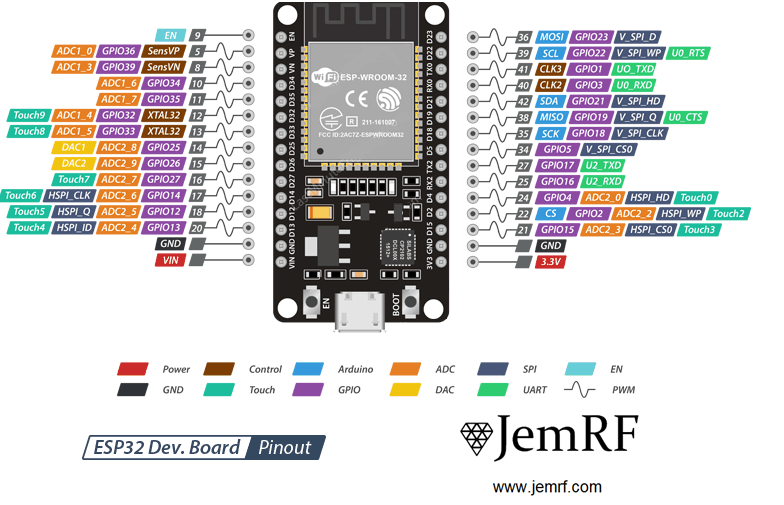 EN 9
ADC1_0 GPIO36 SensVP 5
ADC1_3 GPIO39 SensVN 8
ADC1_6 GPIO34 10
ADC1_7 GPIO35 11
Touch9 ADC1_4 GPIO32 XTAL32 12
Touch8 ADC1_5 GPIO33 XTAL32 13
DAC1 ADC2_8 GPIO25 14
DAC2 ADC2_9 GPIO26 15
Touch7 ADC2_7 GPIO27 16
Touch6 HSPI_CLK ADC2_6 GPIO14 17
Touch5 HSPI_Q ADC2_5 GPIO12 18
Touch4 HSPI_ID ADC2_4 GPIO13 20
GND
VIN
EN
VP
VN
D34
D35
D32
D33
D25
D26
D27
D14
D12
D13
GND
VIN
WiFi ESP-WROOM-32
CE
R 211-161007
FCC ID:2AC7Z-ESPWROOM32
SILABS
CP2102
EN
BOOT
D23
D22
TX0
RX0
D21
D19
D18
D5
TX2
RX2
D4
D2
D15
GND
3V3
36 MOSI GPIO23 V_SPI_D
39 SCL GPIO22 V_SPI_WP U0_RTS
41 CLK3 GPIO1 UO_TXD
40 CLK2 GPIO3 U0_RXD
42 SDA GPIO21 V_SPI_HD
38 MISO GPIO19 V_SPI_Q U0_CTS
35 SCK GPIO18 V_SPI_CLK
34 GPIO5 V_SPI_CS0
27 GPIO17 U2_TXD
25 GPIO16 U2_RXD
24 GPIO4 ADC2_0 HSPI_HD Touch0
22 CS GPIO2 ADC2_2 HSPI_WP Touch2
21 GPIO15 ADC2_3 HSPI_CS0 Touch3
GND
3.3V
Power Control Arduino ADC SPI EN
GND Touch GPIO DAC UART PWM
ESP32 Dev. Board Pinout
JemRF
www.jemrf.com